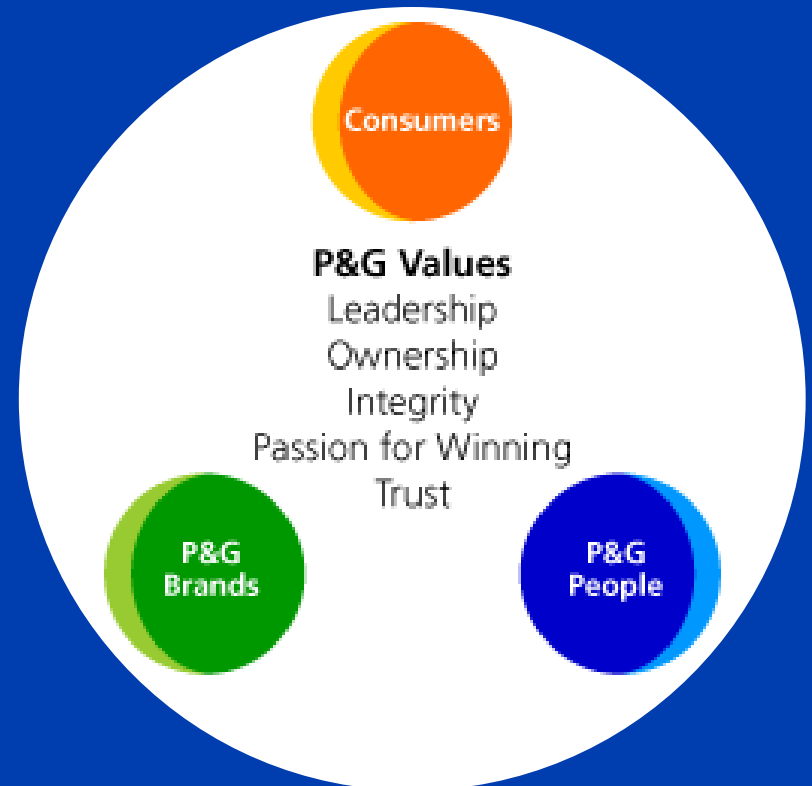 Consumers
P&G Values
Leadership
Ownership
Integrity
Passion for Winning
Trust
P&G
Brands
P&G
People